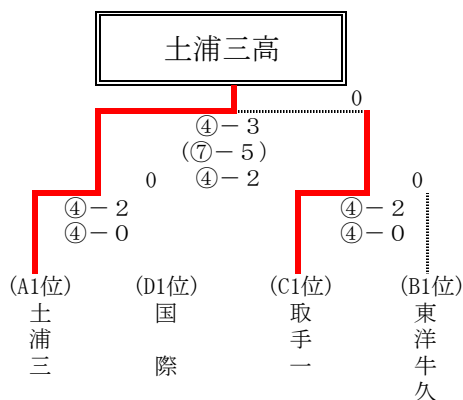 土浦三高
0
④－3
(⑦－5)
④－2
0
0
④－2
④－0
④－2
④－0
(A1位)
(D1位)
(C1位)
(B1位)
土浦三
国際
取手一
東洋牛久